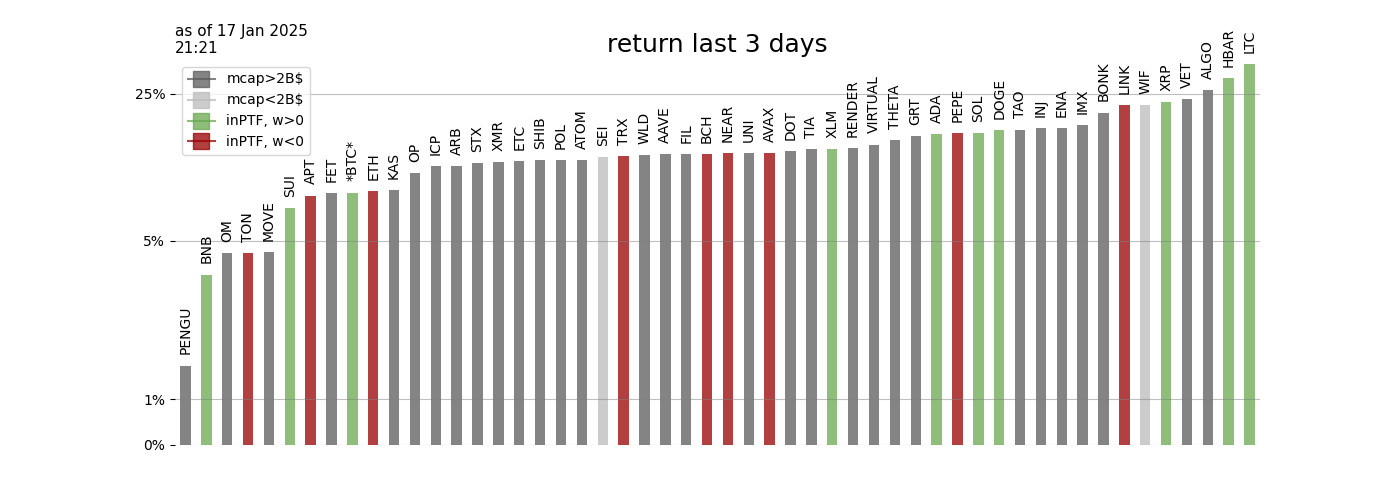 as of 17 Jan 2025
21:21
return last 3 days
mcap>2B$
mcap<2B$
inPTF, w>0
inPTF, w<0
25%
5%
1%
0%
PENGU
BNB
OM
TON
MOVE
SUI
APT
FET
*BTC*
ETH
KAS
OP
ICP
ARB
STX
XMR
ETC
SHIB
POL
ATOM
SEI
TRX
WLD
AAVE
FIL
BCH
NEAR
UNI
AVAX
DOT
TIA
XLM
RENDER
VIRTUAL
THETA
GRT
ADA
PEPE
SOL
DOGE
TAO
INJ
ENA
IMX
BONK
LINK
WIF
XRP
VET
ALGO
HBAR
LTC